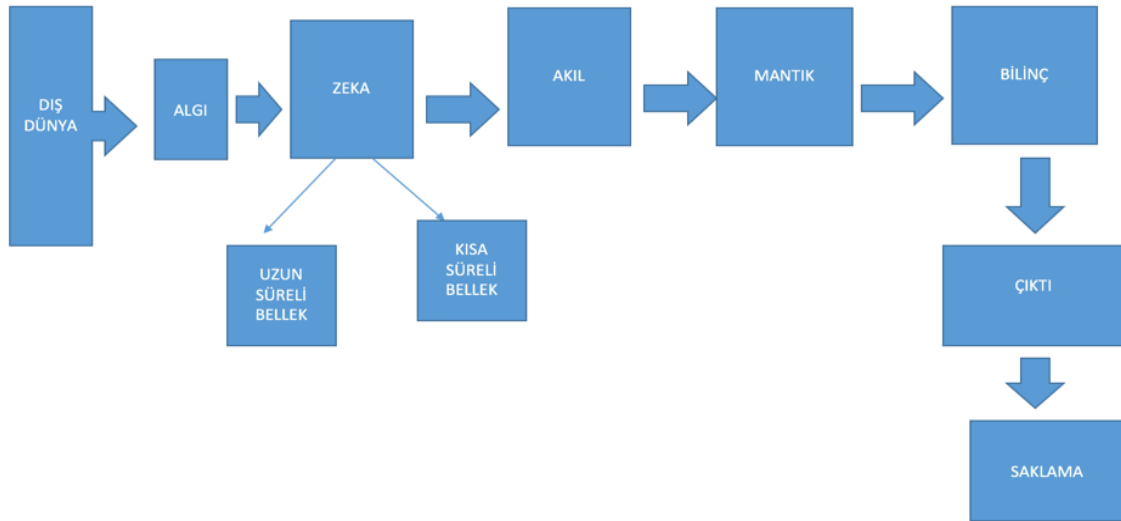 DIŞ
DÜNYA
ALGI
ZEKA
AKIL
MANTIK
BİLİNÇ
UZUN
SÜRELİ
BELLEK
KISA
SÜRELİ
BELLEK
ÇIKTI
SAKLAMA